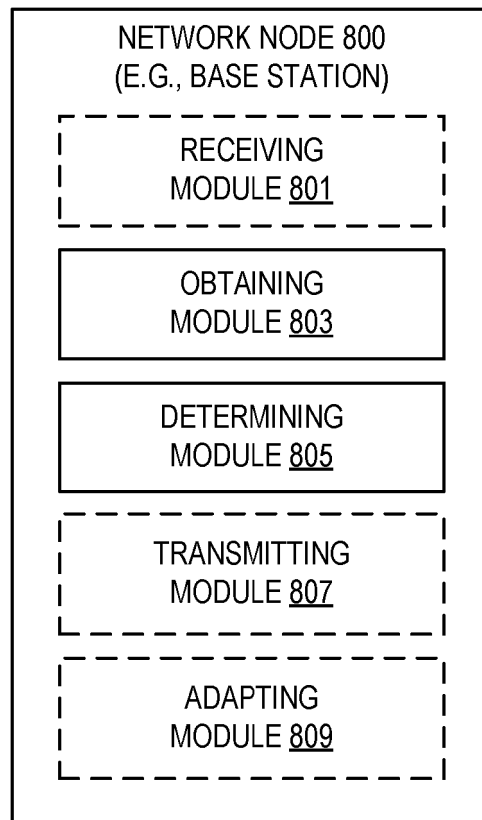 NETWORK NODE 800
(E.G., BASE STATION)
RECEIVING
MODULE 801
OBTAINING
MODULE 803
DETERMINING
MODULE 805
TRANSMITTING
MODULE 807
ADAPTING
MODULE 809